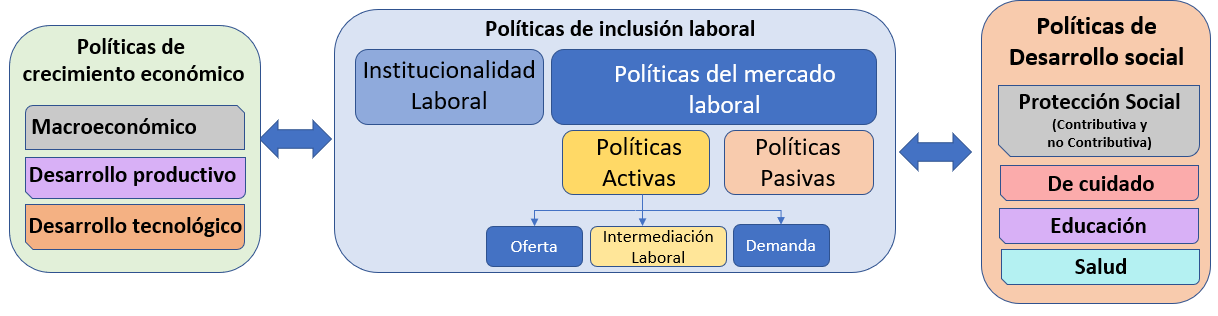 Políticas de
crecimiento económico
Macroeconómico
Desarrollo productivo
Desarrollo tecnológico
Políticas de inclusión laboral
Institucionalidad
Laboral
Políticas del mercado
laboral
Políticas
Activas
Políticas
Pasivas
Oferta
Intermediación
Laboral
Demanda
Políticas de
Desarrollo social
Protección Social
(Contributiva y
no Contributiva)
De cuidado
Educación
Salud